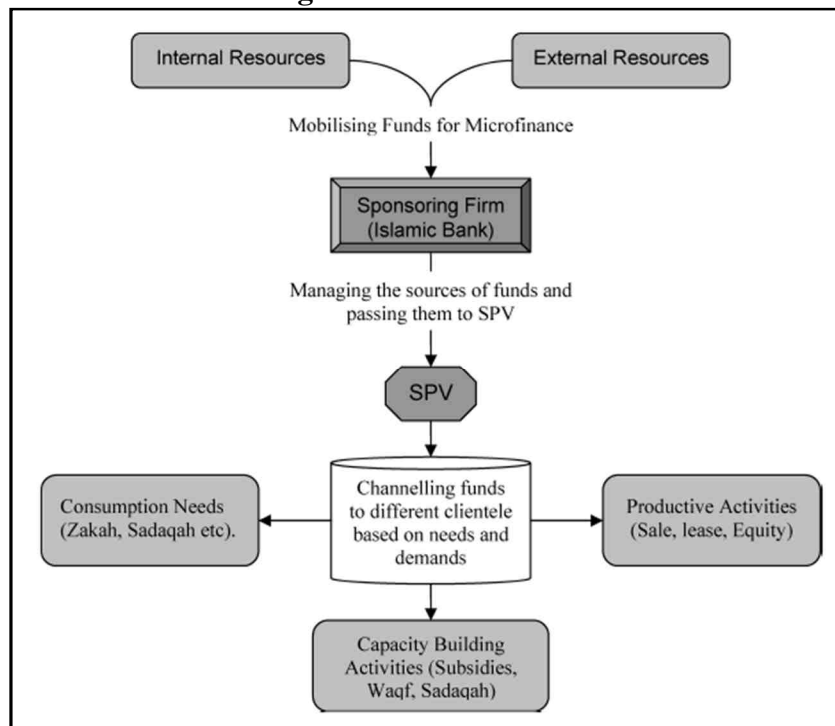 Internal Resources
External Resources
Mobilising Funds for Microfinance
Sponsoring Firm
(Islamic Bank)
Managing the sources of funds and
passing them to SPV
SPV
Channelling funds
to different clientele
based on needs and
demands
Consumption Needs
(Zakah, Sadaqah etc).
Productive Activities
(Sale, lease, Equity)
Capacity Building
Activities (Subsidies,
Waqf, Sadaqah)